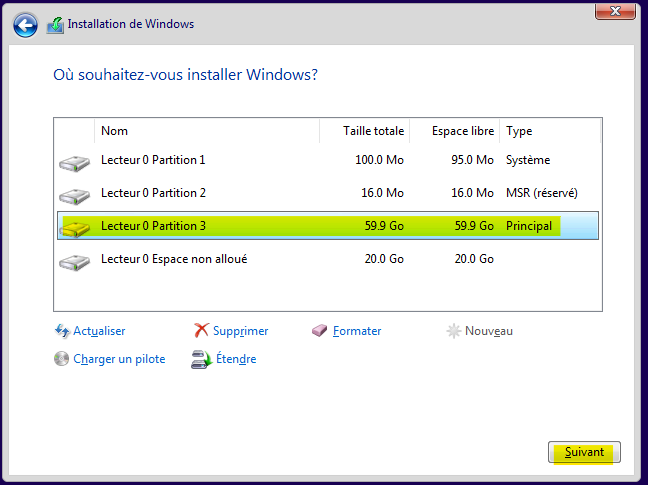 Installation de Windows
Où souhaitez-vous installer Windows?
Nom Taille totale Espace libre Type
Lecteur 0 Partition 1 100.0 Mo 95.0 Mo Système
Lecteur 0 Partition 2 16.0 Mo 16.0 Mo MSR (réservé)
Lecteur 0 Partition 3 59.9 Go 59.9 Go Principal
Lecteur 0 Espace non alloué 20.0 Go 20.0 Go
Actualiser Supprimer Formater Nouveau
Charger un pilote Étendre
Suivant